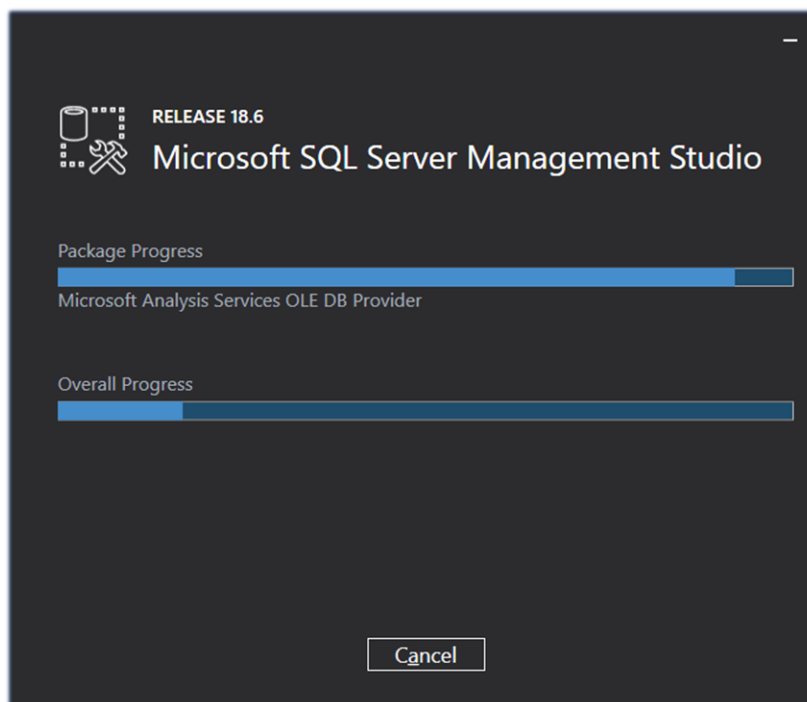 RELEASE 18.6
Microsoft SQL Server Management Studio
Package Progress
Microsoft Analysis Services OLE DB Provider
Overall Progress
Cancel